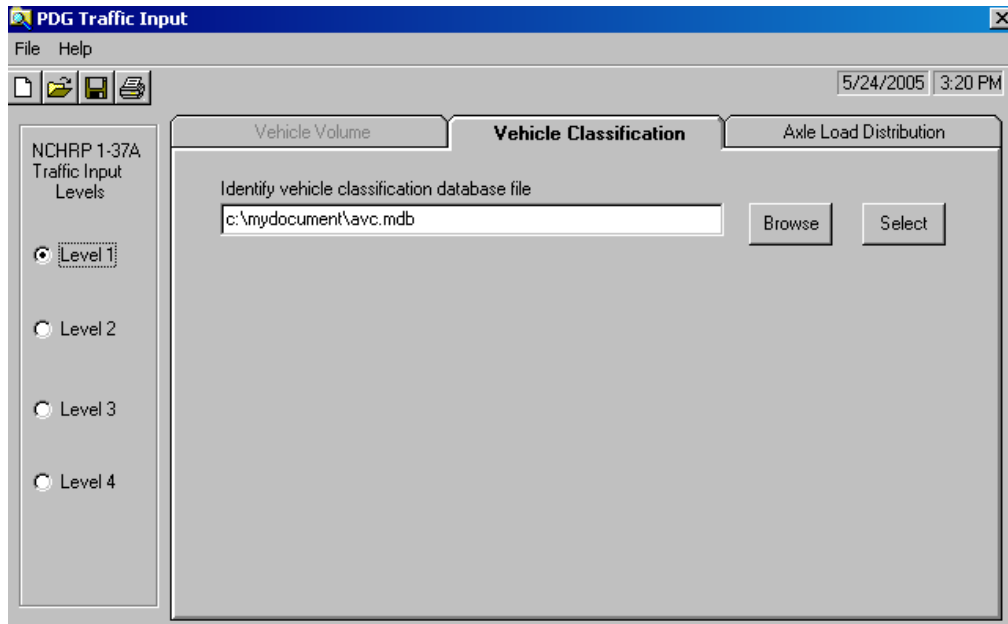 PDG Traffic Input
File Help
5/24/2005 3:20 PM
Vehicle Volume Vehicle Classification Axle Load Distribution
NCHRP 1-37A
Traffic Input
Levels
Identify vehicle classification database file
c:\mydocument\avc.mdb Browse Select
Level 1
Level 2
Level 3
Level 4